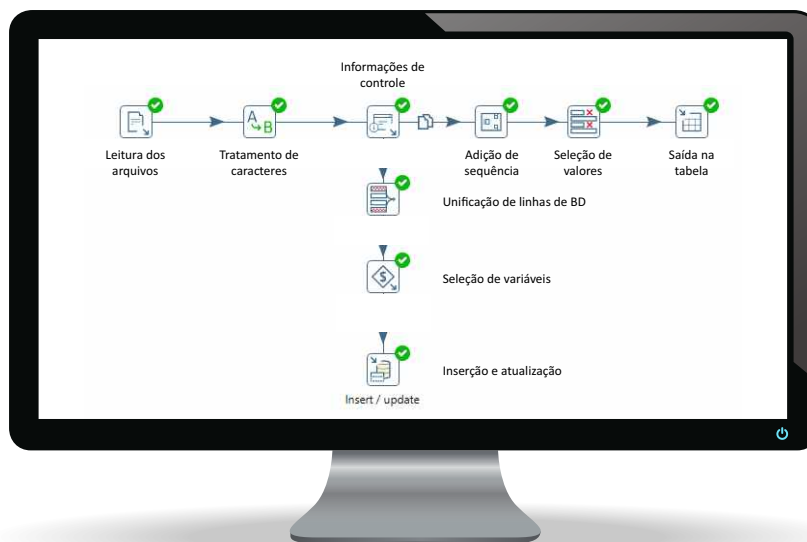 Informações de
controle
Leitura dos
arquivos
Tratamento de
caracteres
Adição de
sequência
Seleção de
valores
Saída na
tabela
Unificação de linhas de BD
Seleção de variáveis
Inserção e atualização
Insert / update